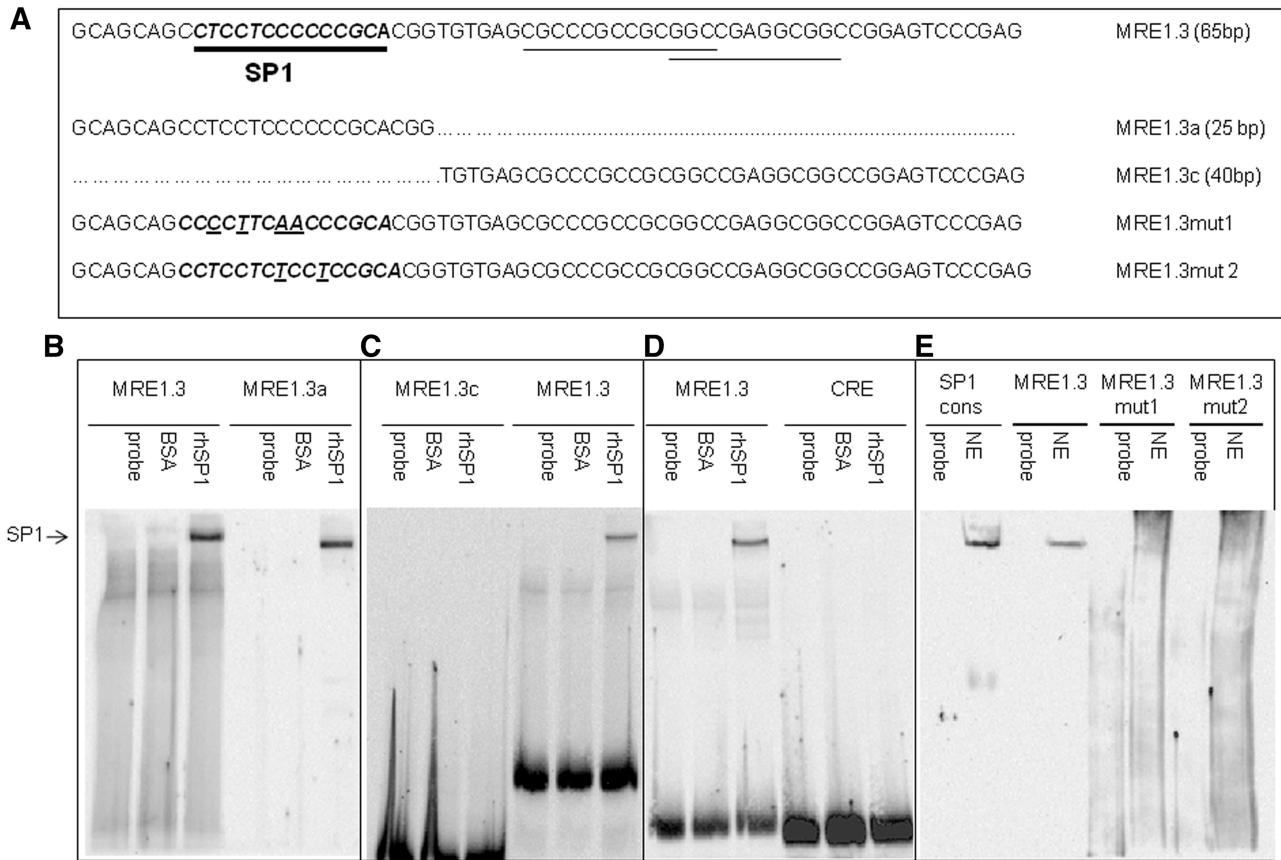 A
GCAGCAGCCTCCTCCCCCCGCACGGTGTGAGCGCCCGCCGCGGCCGAGGCGGCCGGAGTCCCGAG MRE1.3 (65bp)
SP1
GCAGCAGCCTCCTCCCCCCGCACGG MRE1.3a (25 bp)
TGTGAGCGCCCGCCGCGGCCGAGGCGGCCGGAGTCCCGAG MRE1.3c (40bp)
GCAGCAGCCCCTTCAACCCGCACGGTGTGAGCGCCCGCCGCGGCCGAGGCGGCCGGAGTCCCGAG MRE1.3mut1
GCAGCAGCCTCCTCTCCTCCGCACGGTGTGAGCGCCCGCCGCGGCCGAGGCGGCCGGAGTCCCGAG MRE1.3mut 2
B C D E
MRE1.3 MRE1.3a MRE1.3c MRE1.3 MRE1.3 CRE SP1 cons MRE1.3 MRE1.3 mut1 MRE1.3 mut2
probe BSA rhSP1 probe BSA rhSP1 probe BSA rhSP1 probe BSA rhSP1 probe BSA rhSP1 probe BSA rhSP1 probe NE probe NE probe NE probe NE
SP1→